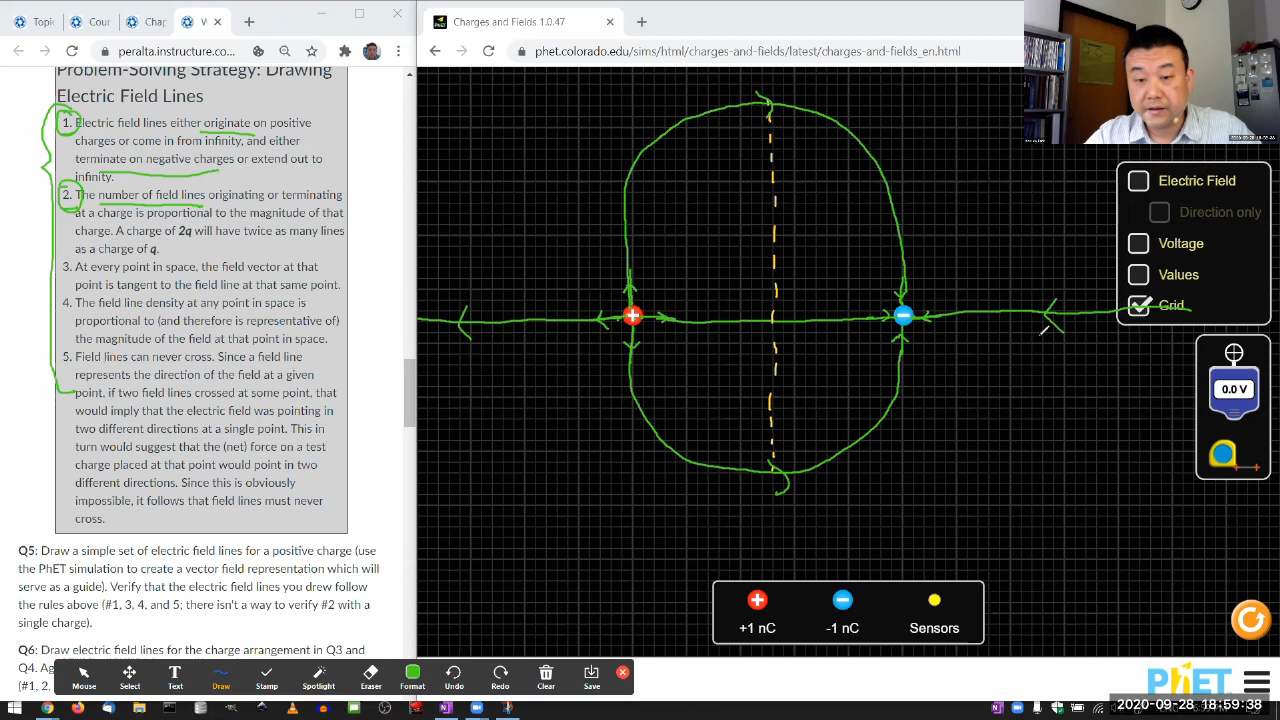 Topic
Cour
Chap
Charges and Fields 1.0.47
peralta.instructure.co...
phet.colorado.edu/sims/html/charges-and-fields/latest/charges-and-fields_en.html
Problem-Solving Strategy: Drawing
Electric Field Lines
1. Electric field lines either originate on positive
charges or come in from infinity, and either
terminate on negative charges or extend out to
infinity.
2. The number of field lines originating or terminating
at a charge is proportional to the magnitude of that
charge. A charge of 2q will have twice as many lines
as a charge of q.
3. At every point in space, the field vector at that
point is tangent to the field line at that same point.
4. The field line density at any point in space is
proportional to (and therefore is representative of)
the magnitude of the field at that point in space.
5. Field lines can never cross. Since a field line
represents the direction of the field at a given
point, if two field lines crossed at some point, that
would imply that the electric field was pointing in
two different directions at a single point. This in
turn would suggest that the (net) force on a test
charge placed at that point would point in two
different directions. Since this is obviously
impossible, it follows that field lines must never
cross.
Q5: Draw a simple set of electric field lines for a positive charge (use
the PhET simulation to create a vector field representation which will
serve as a guide). Verify that the electric field lines you drew follow
the rules above (#1, 3, 4, and 5; there isn't a way to verify #2 with a
single charge).
Q6: Draw electric field lines for the charge arrangement in Q3 and
Q4.
(#1, 2,
Electric Field
Direction only
Voltage
Values
Grid
0.0 V
+
−
+
−
+1 nC
-1 nC
Sensors
Mouse
Select
Text
Draw
Stamp
Spotlight
Eraser
Format
Undo
Redo
Clear
Save
PhET
2020-09-28 18:59:38